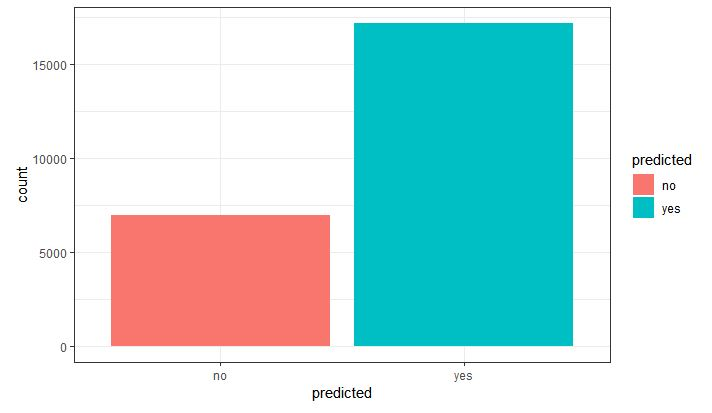 15000
10000
5000
0
count
no
yes
predicted
predicted
no
yes